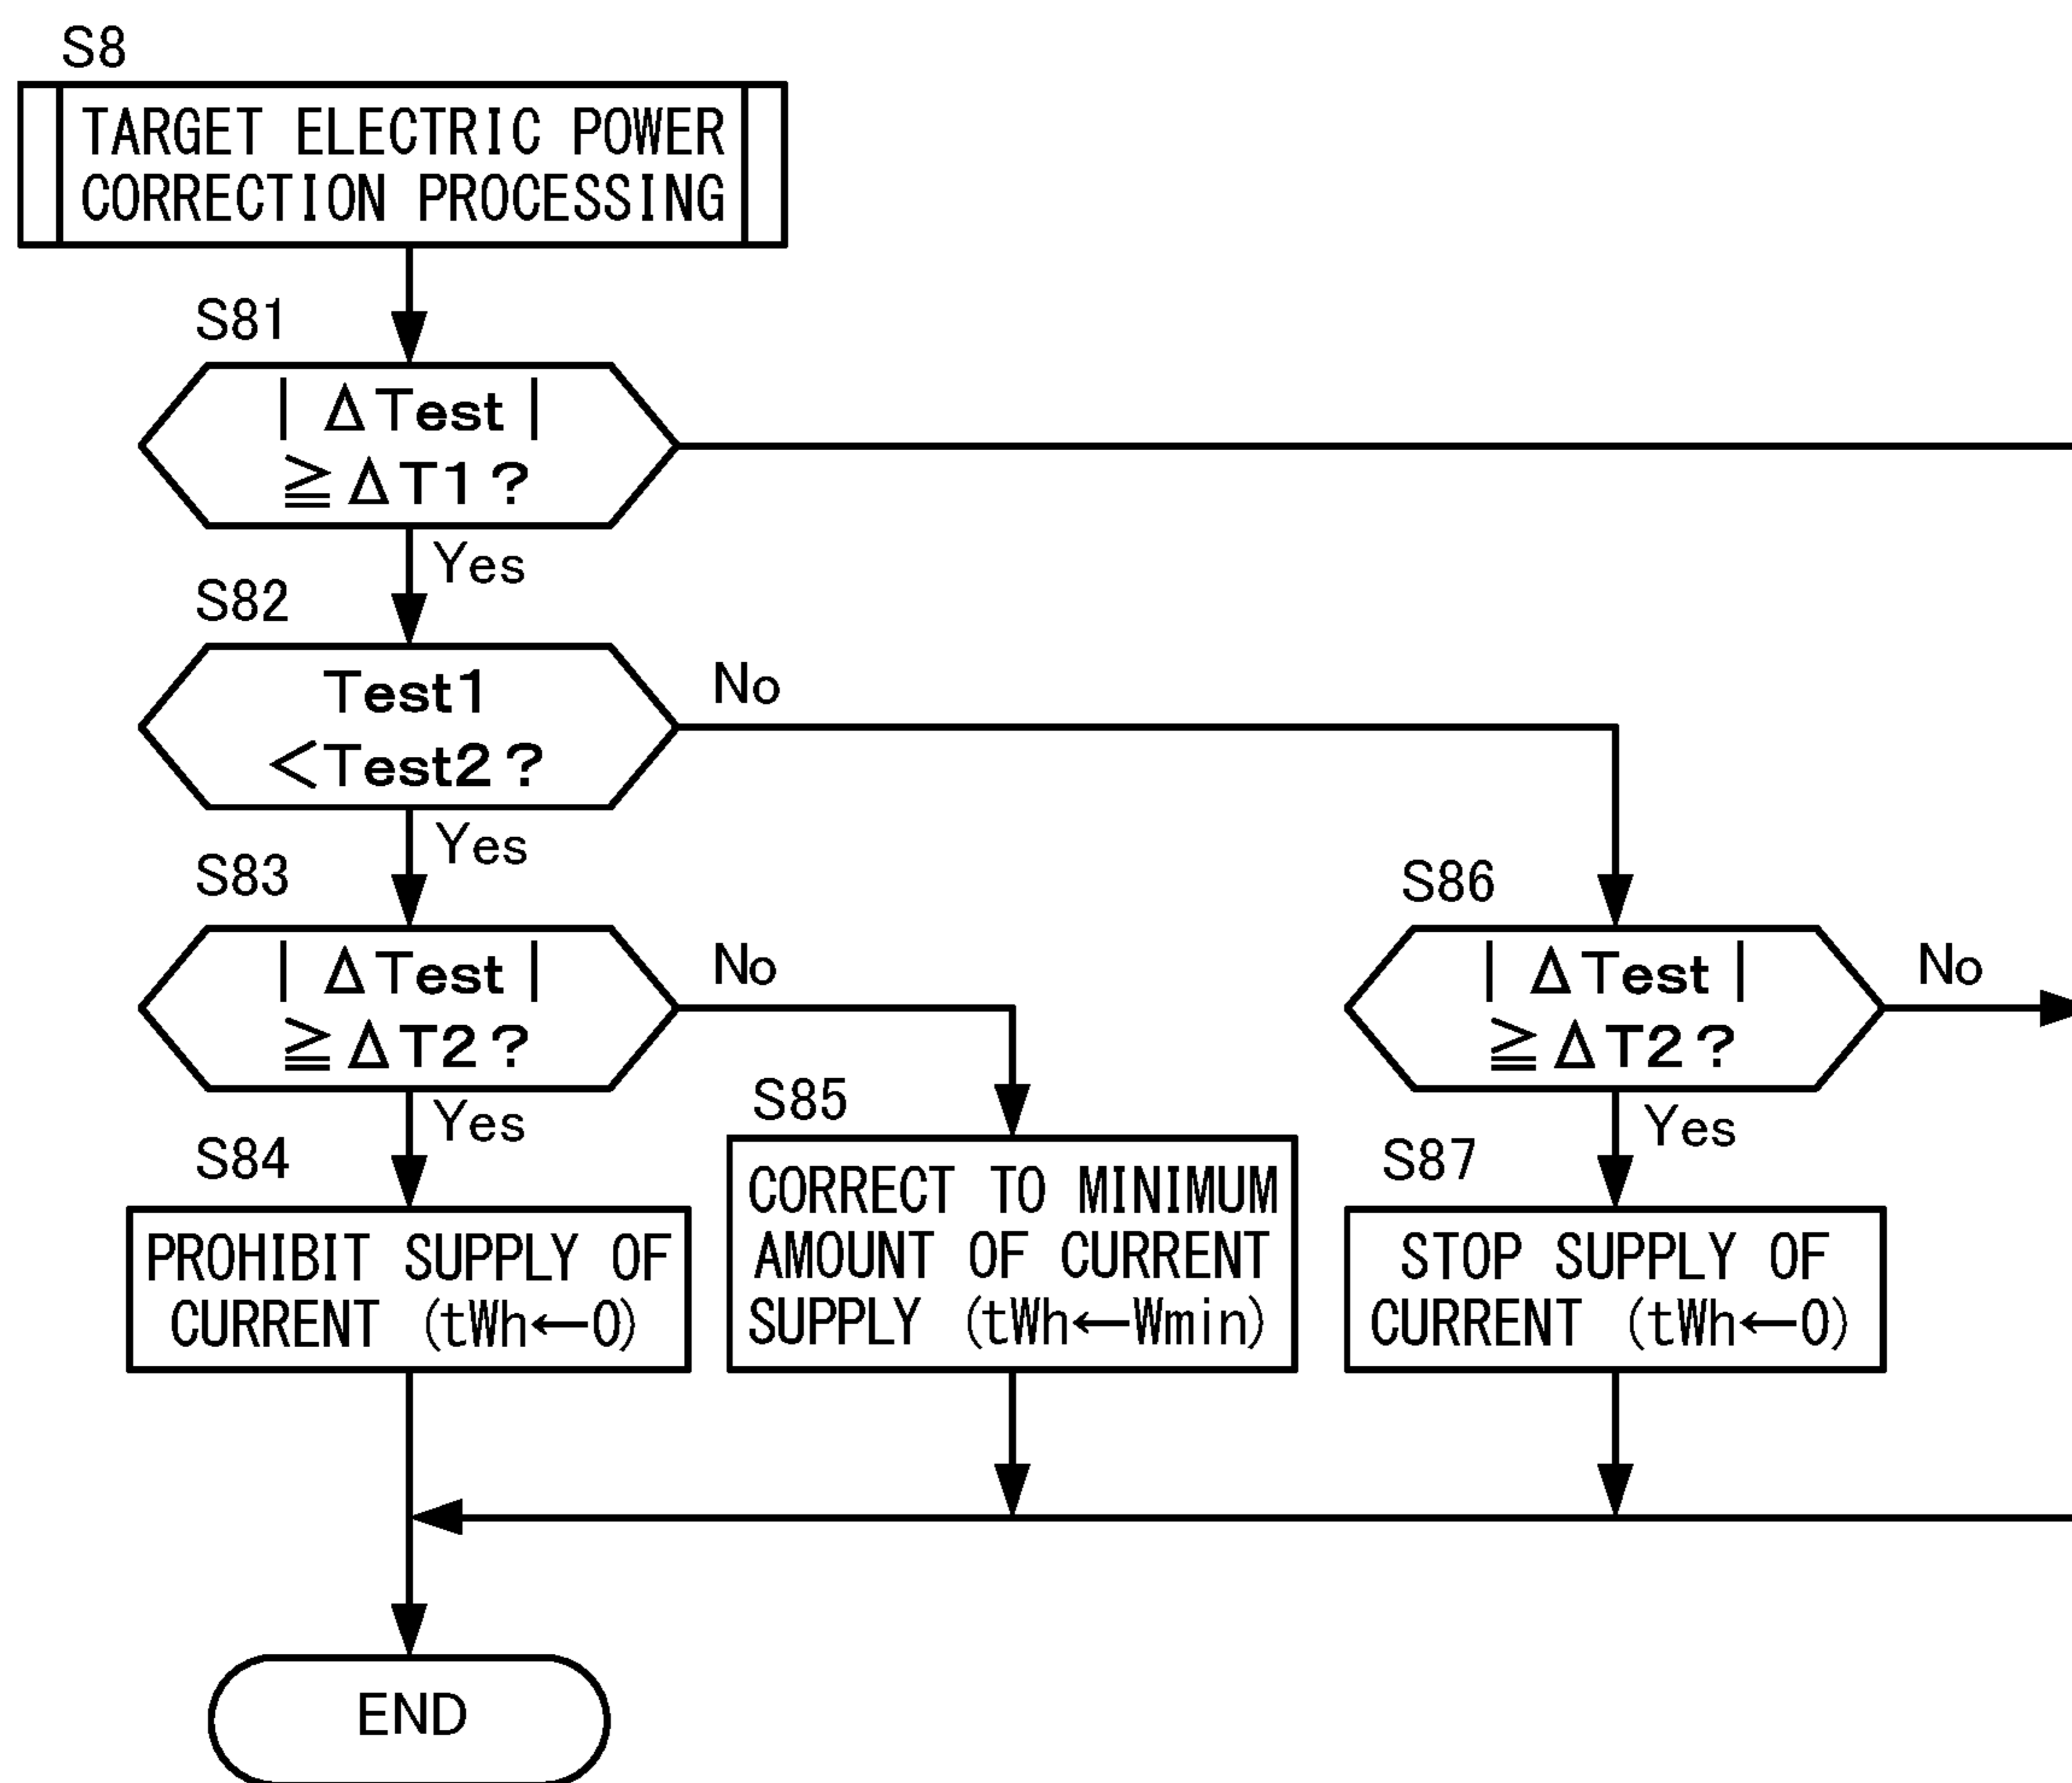 S8
TARGET ELECTRIC POWER
CORRECTION PROCESSING
S81
| ΔTest |
≧ΔT1?
Yes
S82
Test1
<Test2?
No
Yes
S83
| ΔTest |
≧ΔT2?
No
Yes
S86
| ΔTest |
≧ΔT2?
No
Yes
S84
PROHIBIT SUPPLY OF
CURRENT (tWh←0)
S85
CORRECT TO MINIMUM
AMOUNT OF CURRENT
SUPPLY (tWh←Wmin)
S87
STOP SUPPLY OF
CURRENT (tWh←0)
END